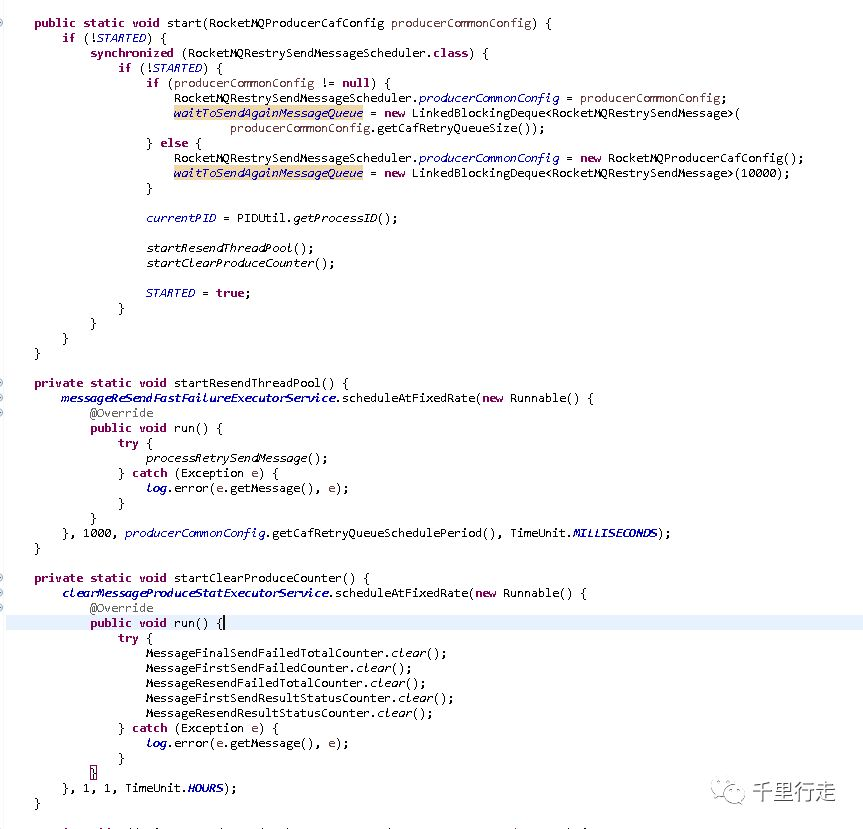 public static void start(RocketMQProducerCafConfig producerCommonConfig) {
if (!STARTED) {
synchronized (RocketMQRestrySendMessageScheduler.class) {
if (!STARTED) {
if (producerCommonConfig != null) {
RocketMQRestrySendMessageScheduler.producerCommonConfig = producerCommonConfig;
waitToSendAgainMessageQueue = new LinkedBlockingDeque<RocketMQRestrySendMessage>(
producerCommonConfig.getCafRetryQueueSize());
} else {
RocketMQRestrySendMessageScheduler.producerCommonConfig = new RocketMQProducerCafConfig();
waitToSendAgainMessageQueue = new LinkedBlockingDeque<RocketMQRestrySendMessage>(10000);
}
currentPID = PIDUtil.getProcessID();
startResendThreadPool();
startClearProduceCounter();
STARTED = true;
}
}
}
}
private static void startResendThreadPool() {
messageReSendFastFailureExecutorService.scheduleAtFixedRate(new Runnable() {
@Override
public void run() {
try {
processRetrySendMessage();
} catch (Exception e) {
log.error(e.getMessage(), e);
}
}
}, 1000, producerCommonConfig.getCafRetryQueueSchedulePeriod(), TimeUnit.MILLISECONDS);
}
private static void startClearProduceCounter() {
clearMessageProduceStatExecutorService.scheduleAtFixedRate(new Runnable() {
@Override
public void run() {
try {
MessageFinalSendFailedTotalCounter.clear();
MessageFirstSendFailedCounter.clear();
MessageResendFailedTotalCounter.clear();
MessageFirstSendResultStatusCounter.clear();
MessageResendResultStatusCounter.clear();
} catch (Exception e) {
log.error(e.getMessage(), e);
}
}
}, 1, 1, TimeUnit.HOURS);
}
千里行走